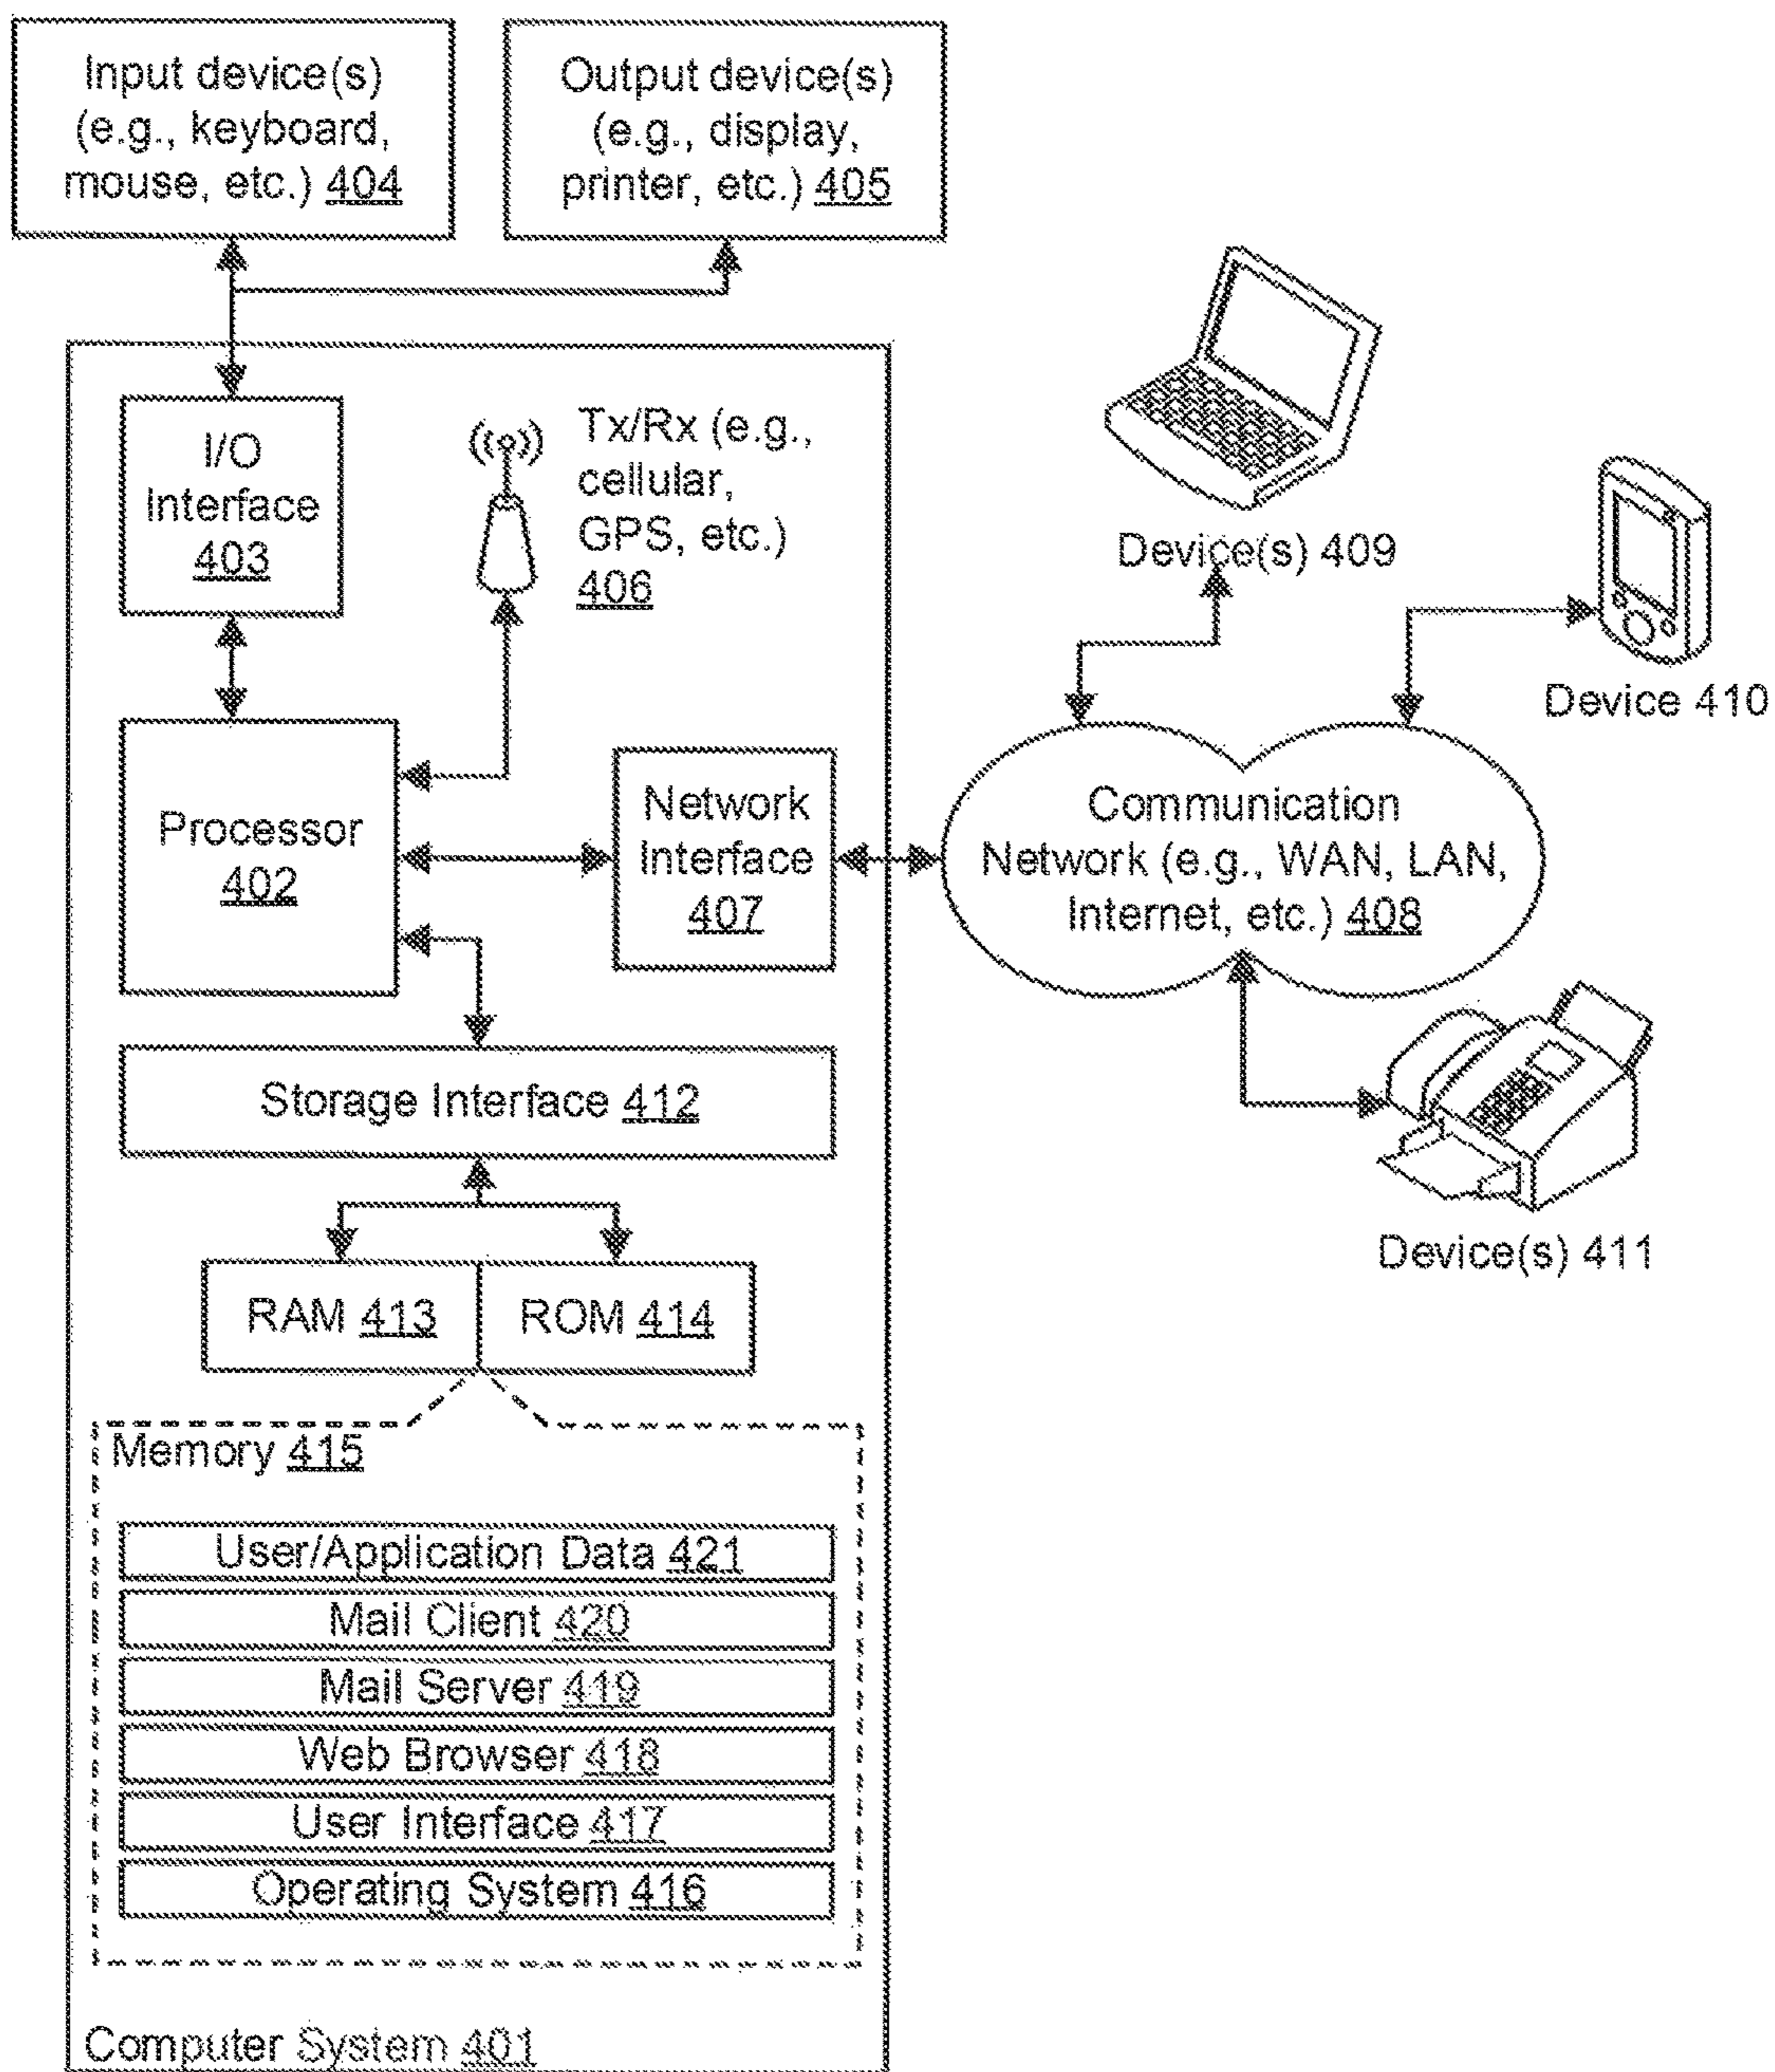 Input device(s)
(e.g., keyboard,
mouse, etc.) 404
Output device(s)
(e.g., display,
printer, etc.) 405
I/O
Interface
403
Tx/Rx (e.g.,
cellular,
GPS, etc.)
406
Device(s) 409
Device 410
Processor
402
Network
Interface
407
Communication
Network (e.g., WAN, LAN,
Internet, etc.) 408
Storage Interface 412
Device(s) 411
RAM 413
ROM 414
Memory 415
User/Application Data 421
Mail Client 420
Mail Server 419
Web Browser 418
User Interface 417
Operating System 416
Computer System 401